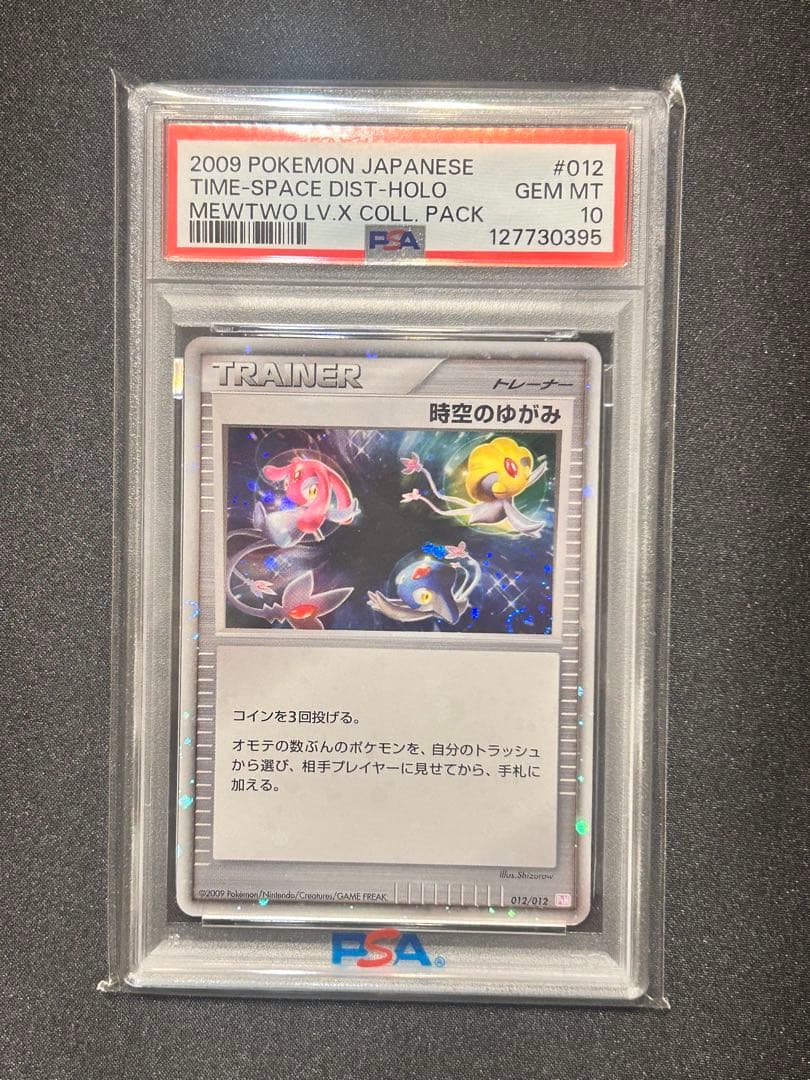 2009 POKEMON JAPANESE #012
TIME-SPACE DIST-HOLO GEM MT
MEWTWO LV.X COLL. PACK 10
PSA 127730395
TRAINER トレーナー
時空のゆがみ
コインを3回投げる。
オモテの数ぶんのポケモンを、自分のトラッシュ
から選び、相手プレイヤーに見せてから、手札に
加える。
illus.Shizurow
©2009 Pokémon/Nintendo/Creatures/GAME FREAK
012/012
PSA®